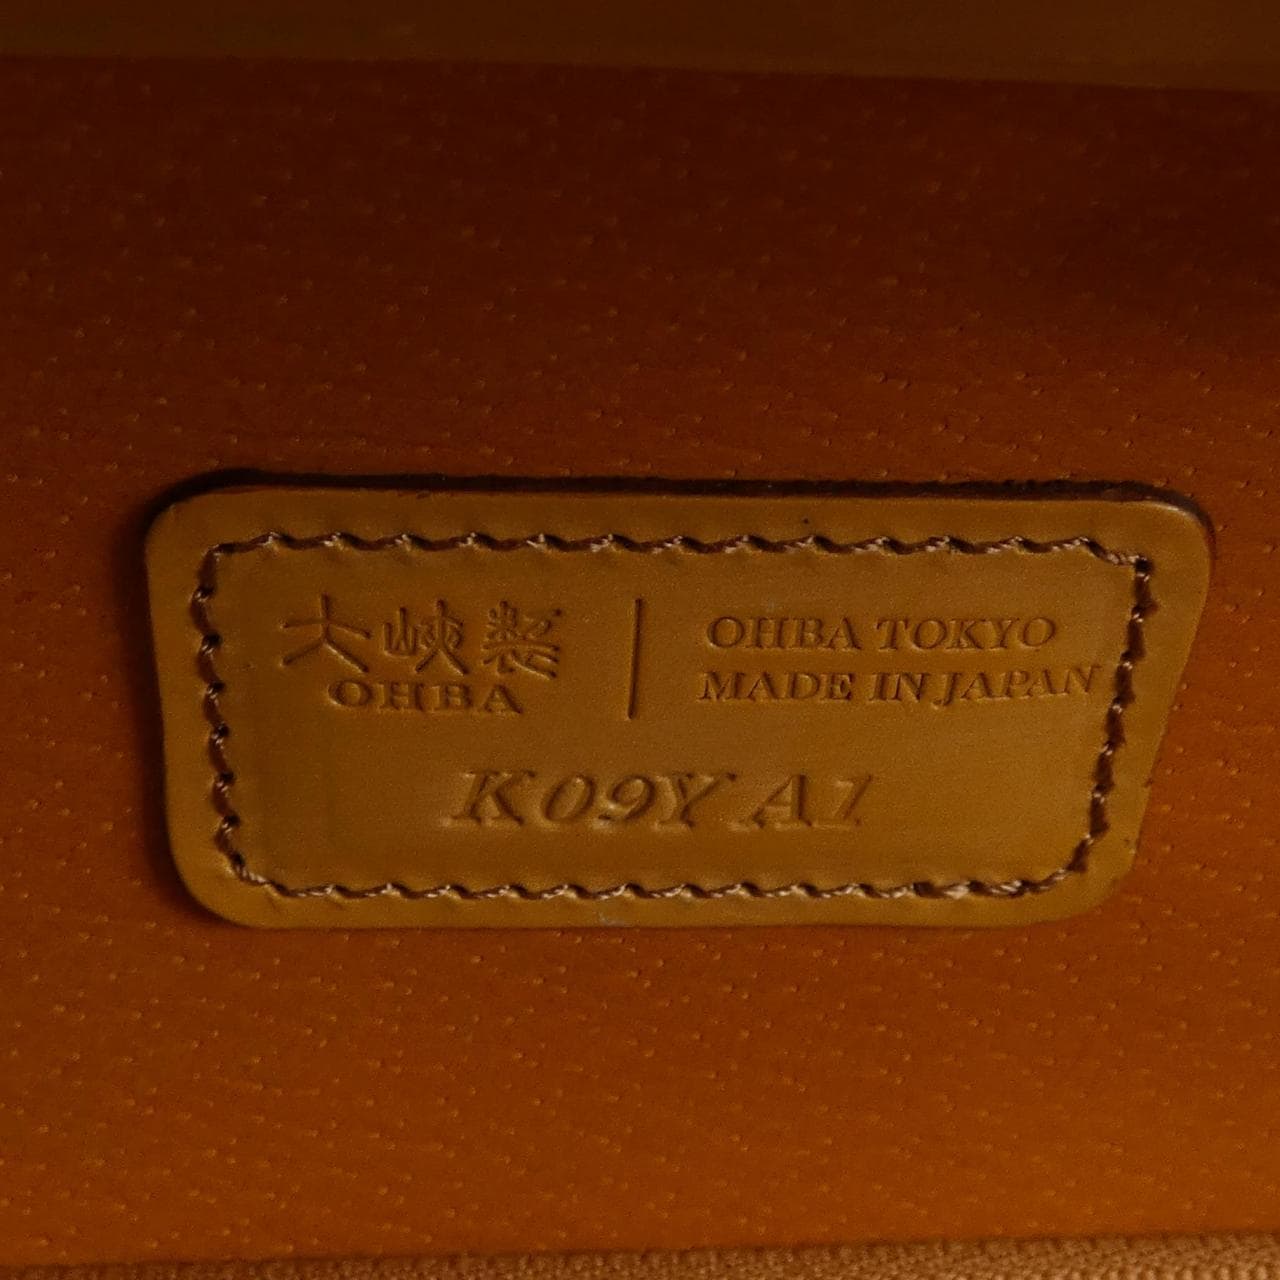 大峽製
OHBA
OHBA TOKYO
MADE IN JAPAN
K09Y A1